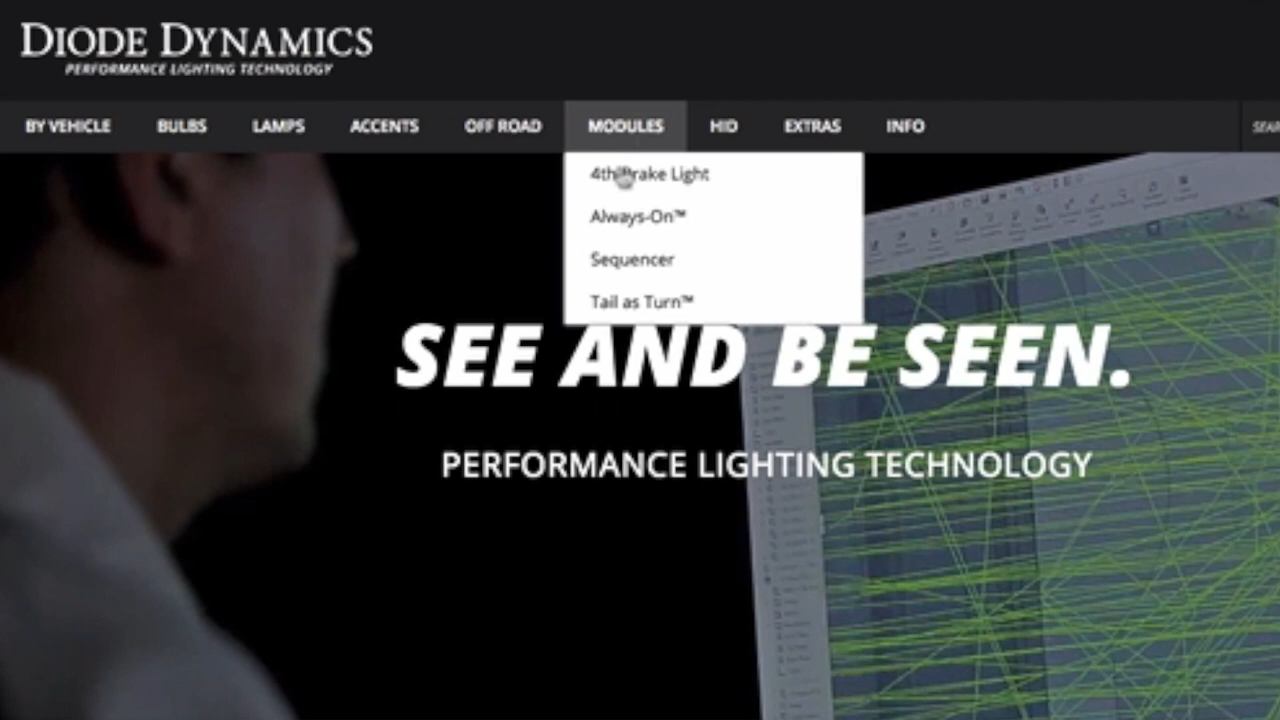 DIODE DYNAMICS
PERFORMANCE LIGHTING TECHNOLOGY
BY VEHICLE BULBS LAMPS ACCENTS OFF ROAD MODULES HID EXTRAS INFO
4th Brake Light
Always-On™
Sequencer
Tail as Turn™
SEE AND BE SEEN.
PERFORMANCE LIGHTING TECHNOLOGY